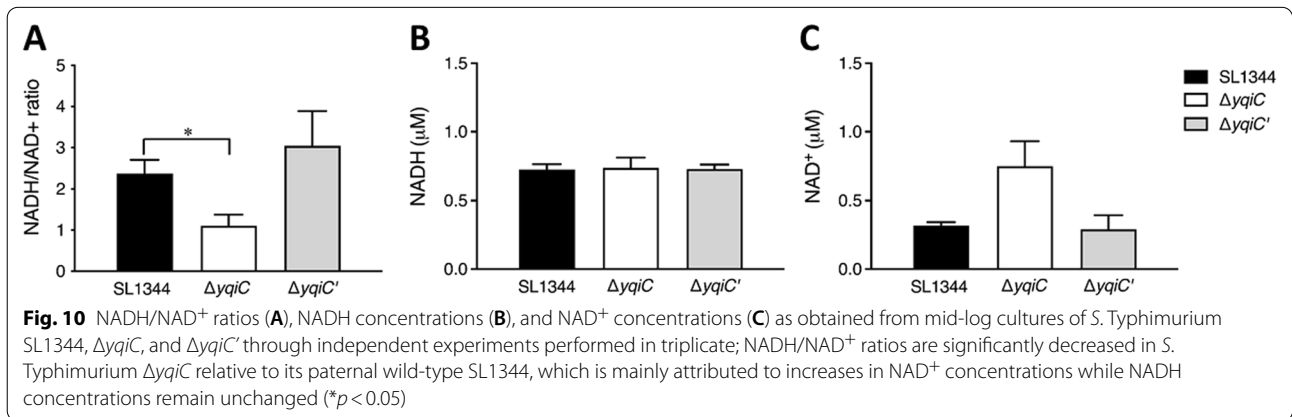 A
NADH/NAD+ ratio
5
4
3
2
1
0
*
SL1344
ΔyqiC
ΔyqiC'
B
NADH (μM)
1.5
1.0
0.5
0.0
SL1344
ΔyqiC
ΔyqiC'
C
NAD⁺ (μM)
1.5
1.0
0.5
0.0
SL1344
ΔyqiC
ΔyqiC'
SL1344
ΔyqiC
ΔyqiC'
Fig. 10 NADH/NAD⁺ ratios (A), NADH concentrations (B), and NAD⁺ concentrations (C) as obtained from mid-log cultures of S. Typhimurium
SL1344, ΔyqiC, and ΔyqiC′ through independent experiments performed in triplicate; NADH/NAD⁺ ratios are significantly decreased in S.
Typhimurium ΔyqiC relative to its paternal wild-type SL1344, which is mainly attributed to increases in NAD⁺ concentrations while NADH
concentrations remain unchanged (*p < 0.05)